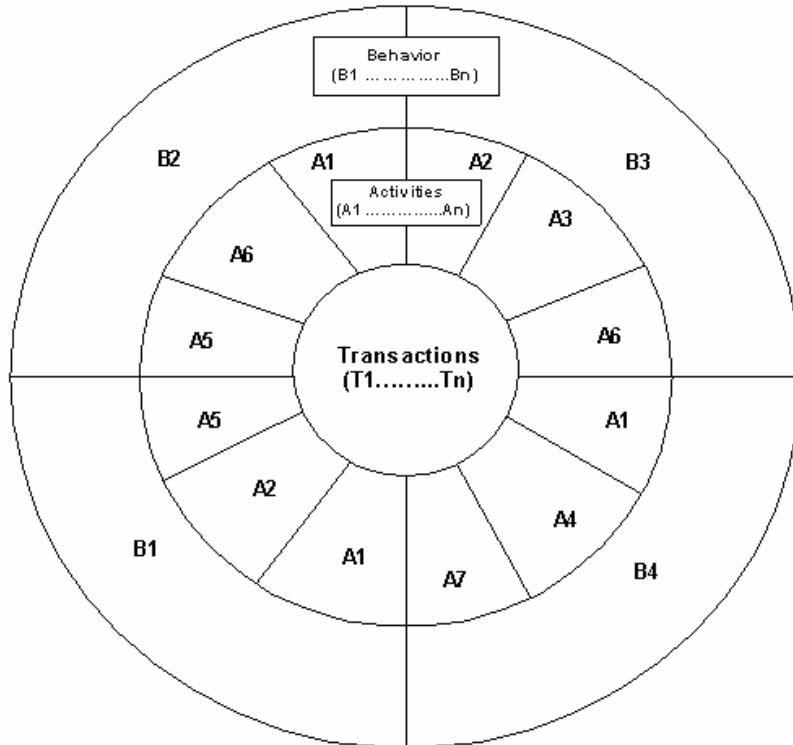 Behavior
(B1 ...............Bn)
B2
B3
A1
A2
Activities
(A1 ..............An)
A3
A6
A5
A6
Transactions
(T1.........Tn)
A5
A1
A2
A4
B1
A1
A7
B4